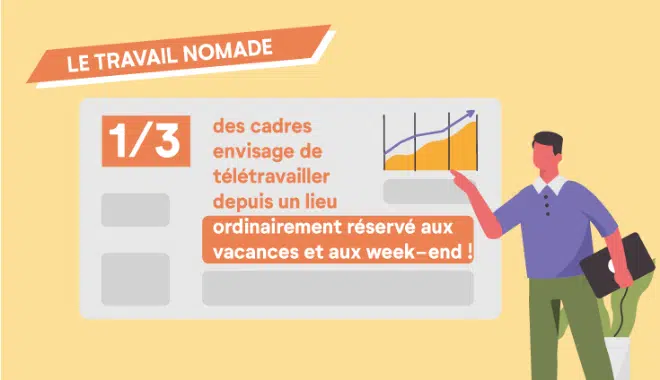 LE TRAVAIL NOMADE
1/3
des cadres
envisage de
télétravailler
depuis un lieu
ordinairement réservé aux
vacances et aux week-end !